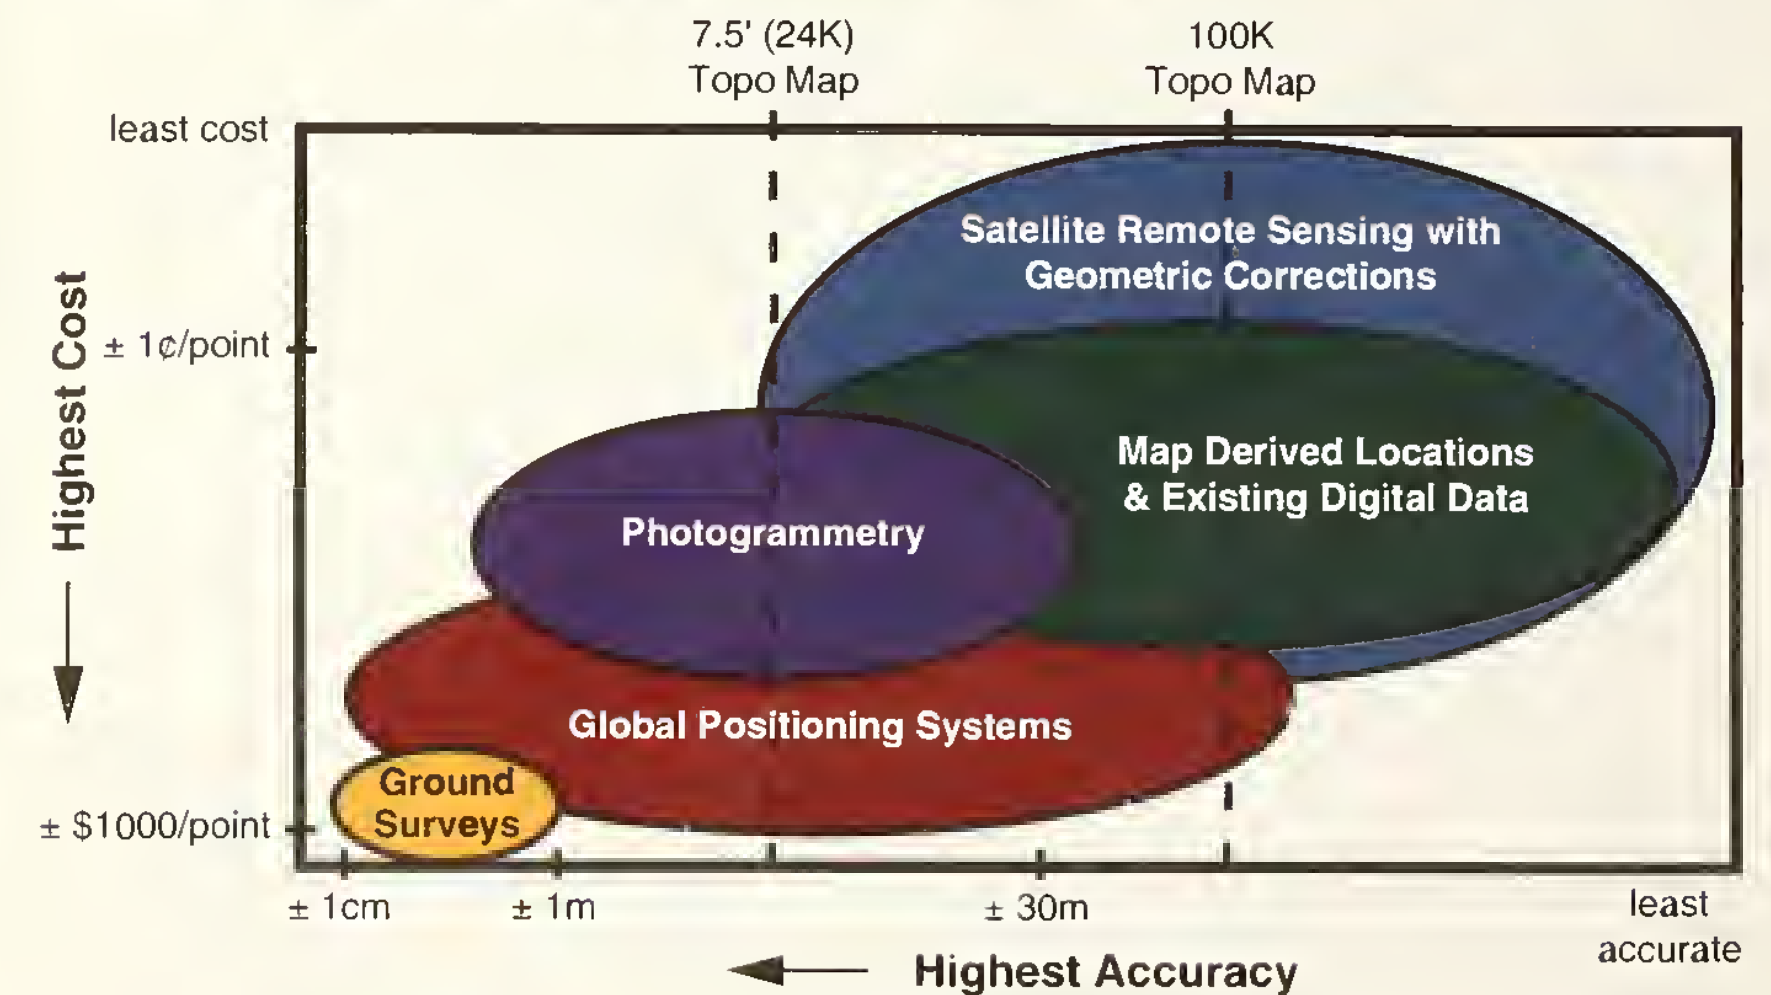 7.5' (24K)
Topo Map
100K
Topo Map
least cost
Satellite Remote Sensing with
Geometric Corrections
± 1¢/point
Highest Cost
Map Derived Locations
& Existing Digital Data
Photogrammetry
Global Positioning Systems
Ground
Surveys
± $1000/point
± 1cm
± 1m
± 30m
least
accurate
Highest Accuracy